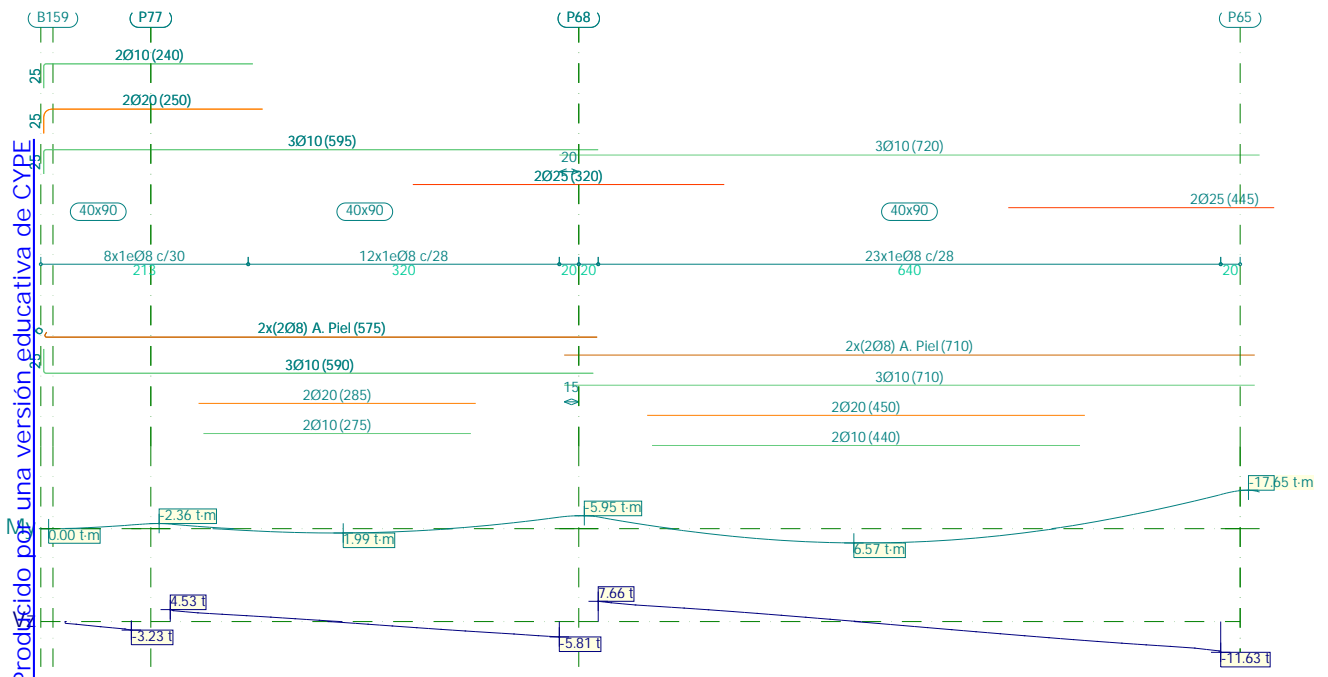 B159
P77
P68
P65
2Ø10 (240)
25
2Ø20 (250)
25
3Ø10 (595)
25
3Ø10 (720)
20
2Ø25 (320)
2Ø25 (445)
40x90
40x90
40x90
8x1eØ8 c/30
12x1eØ8 c/28
23x1eØ8 c/28
213
320
20
20
640
20
2x(2Ø8) A. Piel (575)
2x(2Ø8) A. Piel (710)
25
3Ø10 (590)
3Ø10 (710)
15
2Ø20 (285)
2Ø20 (450)
2Ø10 (275)
2Ø10 (440)
0.00 t·m
-2.36 t·m
1.99 t·m
-5.95 t·m
6.57 t·m
-17.65 t·m
-3.23 t
4.53 t
-5.81 t
7.66 t
-11.63 t
Producido por una versión educativa de CYPE